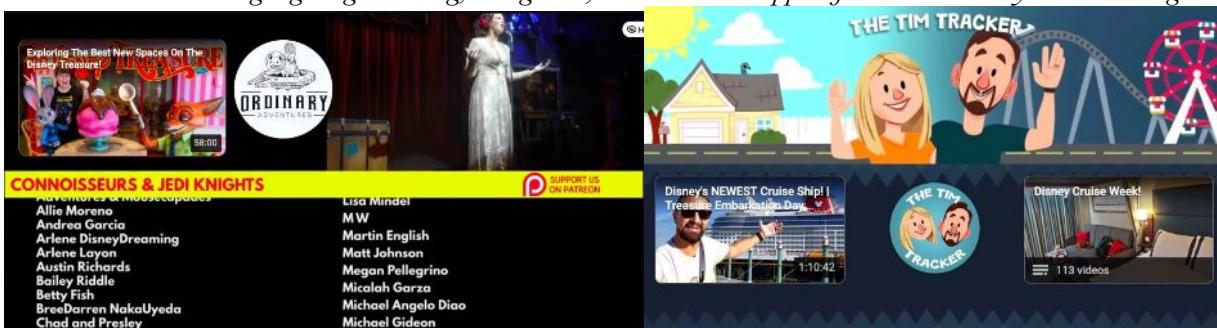 Exploring The Best New Spaces On The
Disney Treasure!
TREASURE
58:00
ORDINARY
ADVENTURES
CONNOISSEURS & JEDI KNIGHTS
SUPPORT US
ON PATREON
Adventures & Mousecapades
Allie Moreno
Andrea Garcia
Arlene DisneyDreaming
Arlene Layon
Austin Richards
Bailey Riddle
Betty Fish
BreeDarren NakaUyeda
Chad and Presley
Lisa Mindel
M W
Martin English
Matt Johnson
Megan Pellegrino
Micalah Garza
Michael Angelo Diao
Michael Gideon
THE TIM TRACKER
Disney's NEWEST Cruise Ship! |
Treasure Embarkation Day
1:10:42
THE TIM
TRACKER
Disney Cruise Week!
113 videos